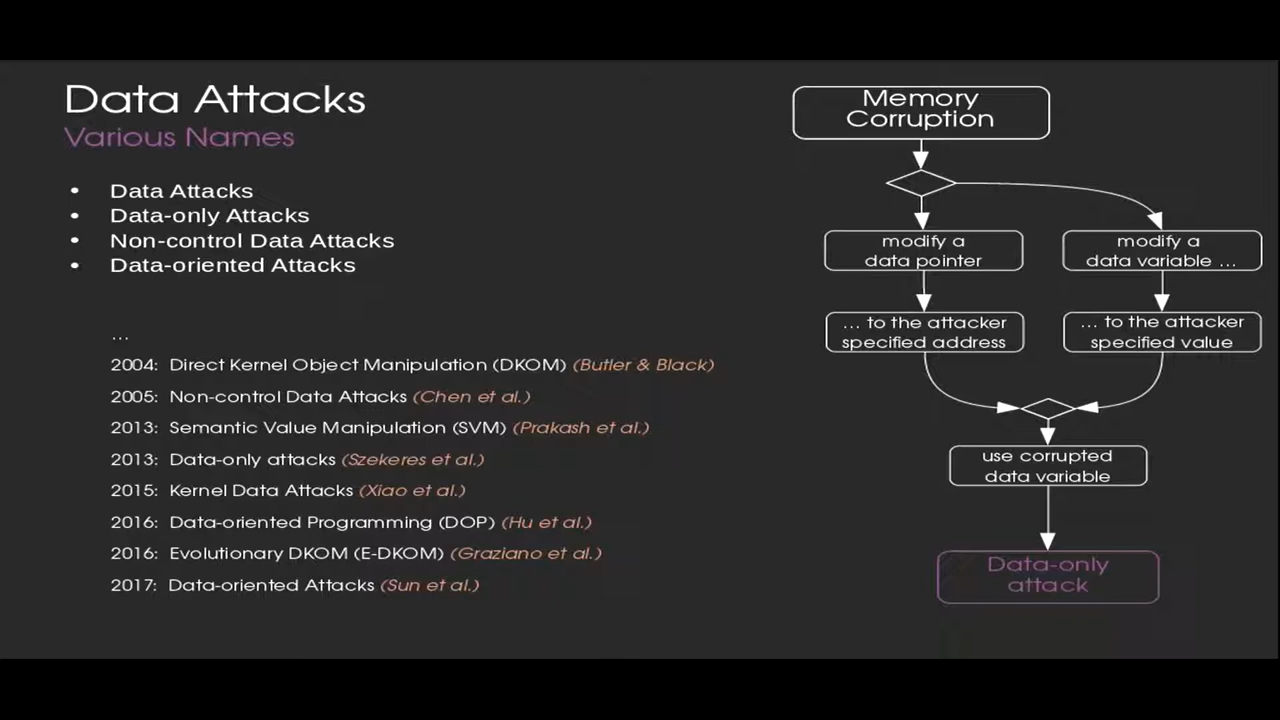 Data Attacks
Various Names
• Data Attacks
• Data-only Attacks
• Non-control Data Attacks
• Data-oriented Attacks
...
2004: Direct Kernel Object Manipulation (DKOM) (Butler & Black)
2005: Non-control Data Attacks (Chen et al.)
2013: Semantic Value Manipulation (SVM) (Prakash et al.)
2013: Data-only attacks (Szekeres et al.)
2015: Kernel Data Attacks (Xiao et al.)
2016: Data-oriented Programming (DOP) (Hu et al.)
2016: Evolutionary DKOM (E-DKOM) (Graziano et al.)
2017: Data-oriented Attacks (Sun et al.)
Memory
Corruption
modify a
data pointer
modify a
data variable ...
... to the attacker
specified address
... to the attacker
specified value
use corrupted
data variable
Data-only
attack